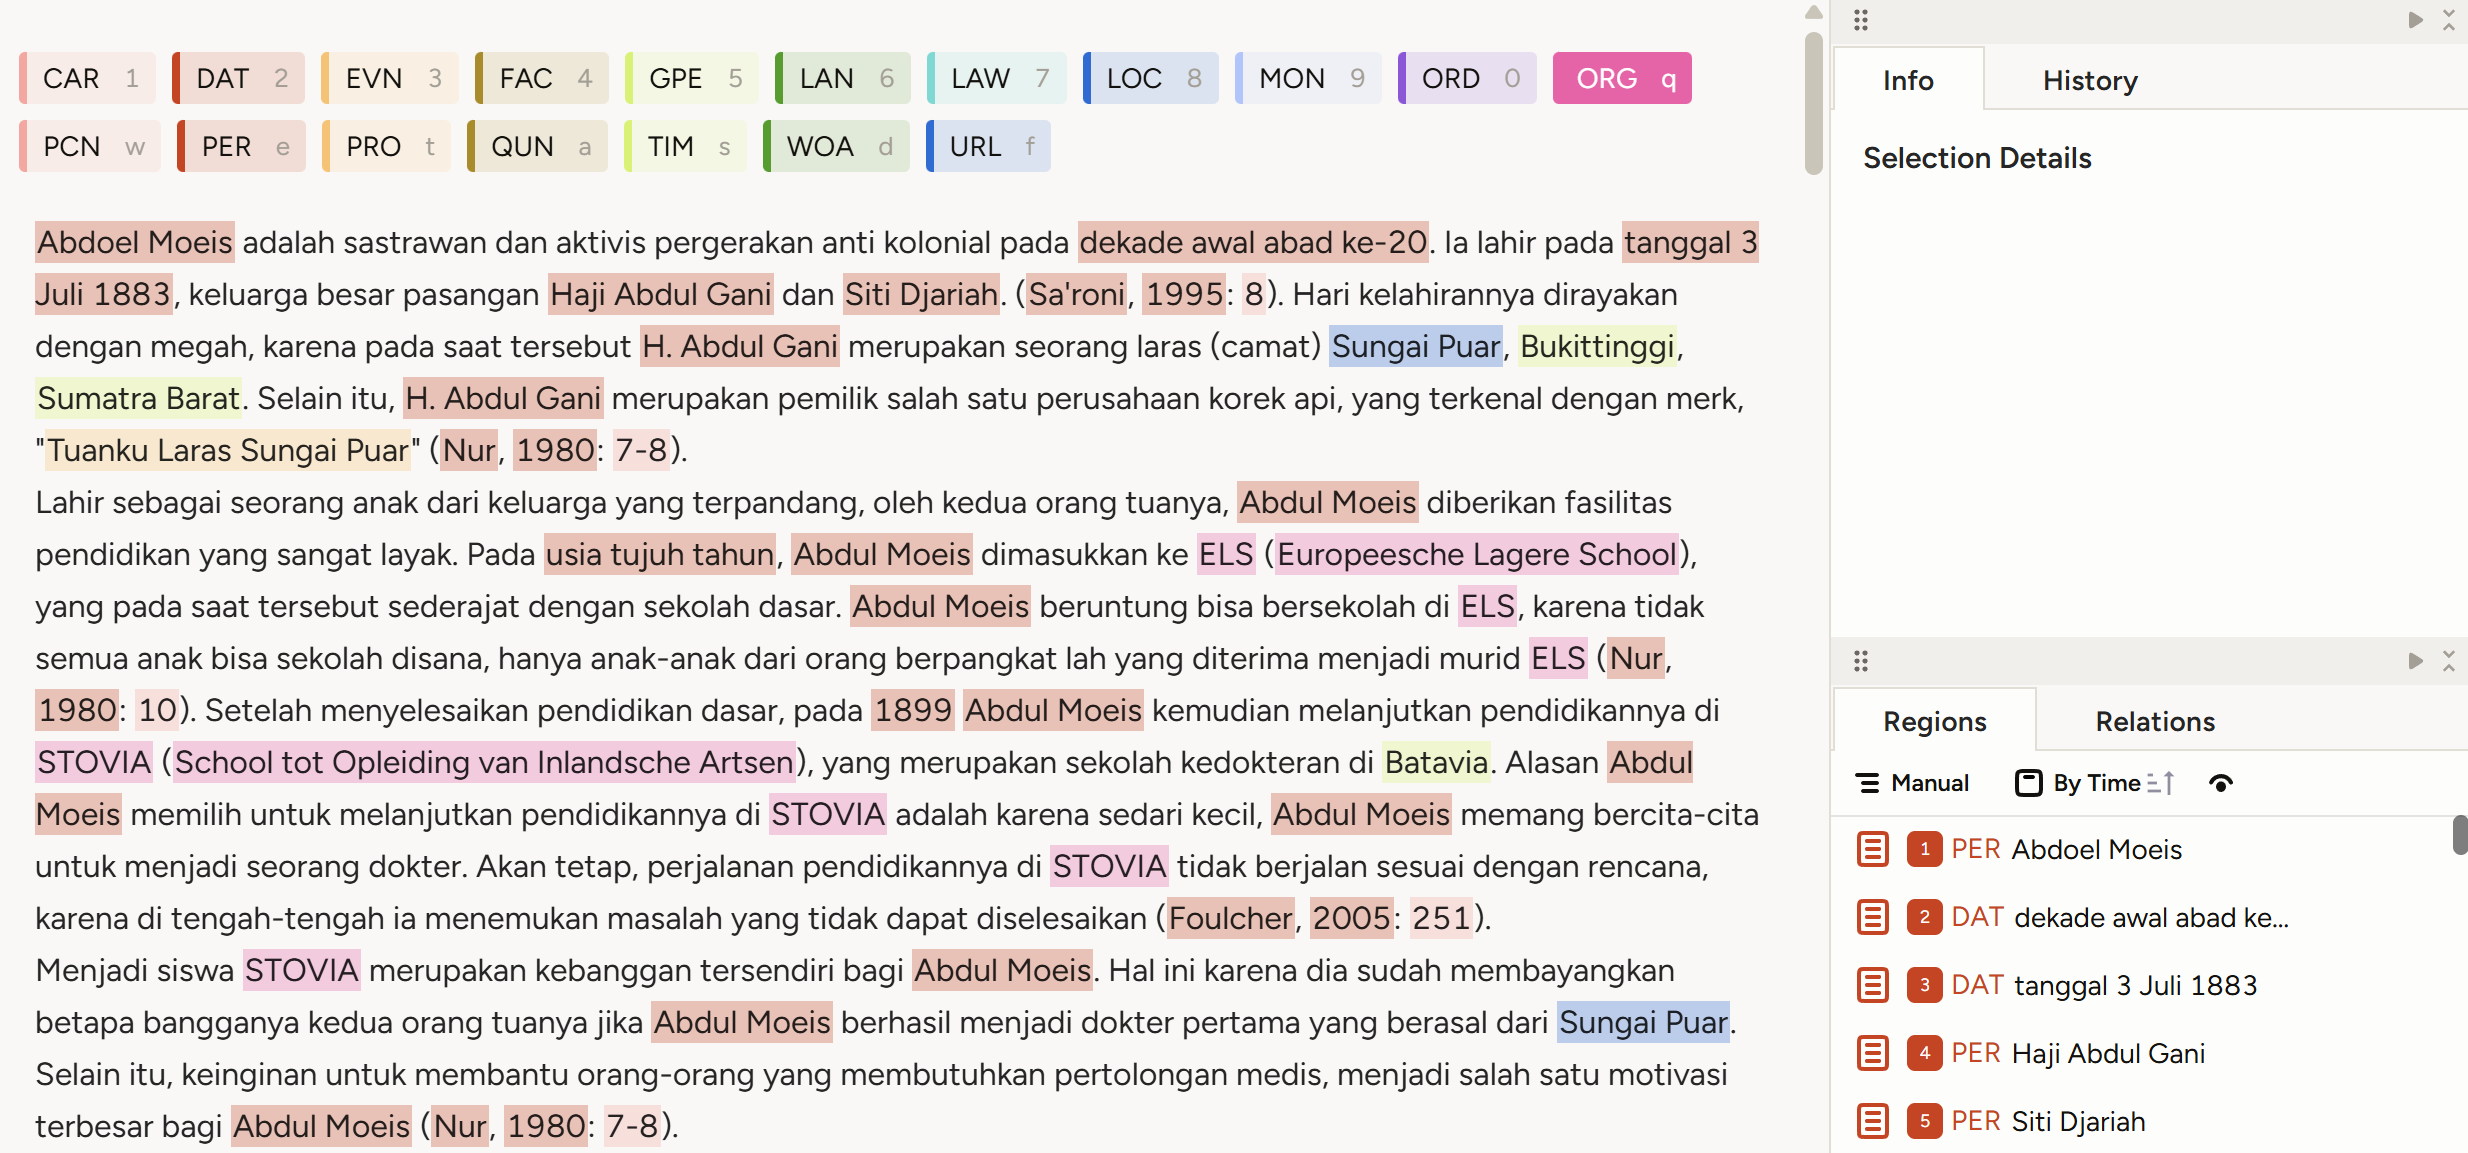 CAR 1 DAT 2 EVN 3 FAC 4 GPE 5 LAN 6 LAW 7 LOC 8 MON 9 ORD 0 ORG q
PCN w PER e PRO t QUN a TIM s WOA d URL f
Abdoel Moeis adalah sastrawan dan aktivis pergerakan anti kolonial pada dekade awal abad ke-20. Ia lahir pada tanggal 3
Juli 1883, keluarga besar pasangan Haji Abdul Gani dan Siti Djariah. (Sa'roni, 1995: 8). Hari kelahirannya dirayakan
dengan megah, karena pada saat tersebut H. Abdul Gani merupakan seorang laras (camat) Sungai Puar, Bukittinggi,
Sumatra Barat. Selain itu, H. Abdul Gani merupakan pemilik salah satu perusahaan korek api, yang terkenal dengan merk,
"Tuanku Laras Sungai Puar" (Nur, 1980: 7-8).
Lahir sebagai seorang anak dari keluarga yang terpandang, oleh kedua orang tuanya, Abdul Moeis diberikan fasilitas
pendidikan yang sangat layak. Pada usia tujuh tahun, Abdul Moeis dimasukkan ke ELS (Europeesche Lagere School),
yang pada saat tersebut sederajat dengan sekolah dasar. Abdul Moeis beruntung bisa bersekolah di ELS, karena tidak
semua anak bisa sekolah disana, hanya anak-anak dari orang berpangkat lah yang diterima menjadi murid ELS (Nur,
1980: 10). Setelah menyelesaikan pendidikan dasar, pada 1899 Abdul Moeis kemudian melanjutkan pendidikannya di
STOVIA (School tot Opleiding van Inlandsche Artsen), yang merupakan sekolah kedokteran di Batavia. Alasan Abdul
Moeis memilih untuk melanjutkan pendidikannya di STOVIA adalah karena sedari kecil, Abdul Moeis memang bercita-cita
untuk menjadi seorang dokter. Akan tetap, perjalanan pendidikannya di STOVIA tidak berjalan sesuai dengan rencana,
karena di tengah-tengah ia menemukan masalah yang tidak dapat diselesaikan (Foulcher, 2005: 251).
Menjadi siswa STOVIA merupakan kebanggan tersendiri bagi Abdul Moeis. Hal ini karena dia sudah membayangkan
betapa bangganya kedua orang tuanya jika Abdul Moeis berhasil menjadi dokter pertama yang berasal dari Sungai Puar.
Selain itu, keinginan untuk membantu orang-orang yang membutuhkan pertolongan medis, menjadi salah satu motivasi
terbesar bagi Abdul Moeis (Nur, 1980: 7-8).
Info History
Selection Details
Regions Relations
Manual By Time
1 PER Abdoel Moeis
2 DAT dekade awal abad ke...
3 DAT tanggal 3 Juli 1883
4 PER Haji Abdul Gani
5 PER Siti Djariah